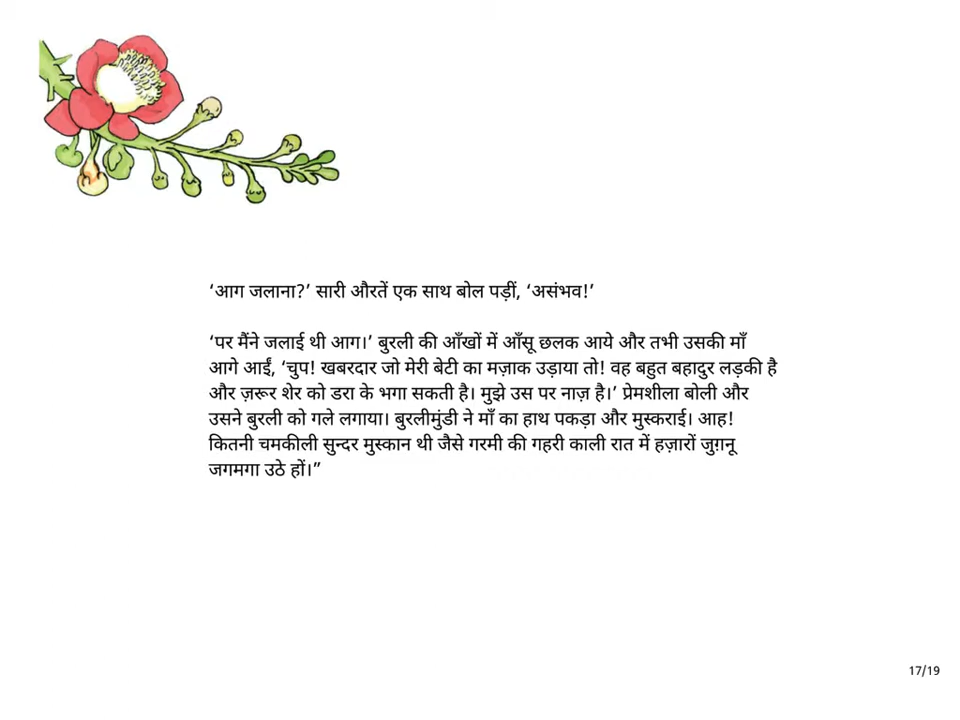 ‘आग जलाना?’ सारी औरतें एक साथ बोल पड़ीं, ‘असंभव!’
‘पर मैंने जलाई थी आग।’ बुरली की आँखों में आँसू छलक आये और तभी उसकी माँ
आगे आईं, ‘चुप! खबरदार जो मेरी बेटी का मज़ाक उड़ाया तो! वह बहुत बहादुर लड़की है
और ज़रूर शेर को डरा के भगा सकती है। मुझे उस पर नाज़ है।’ प्रेमशीला बोली और
उसने बुरली को गले लगाया। बुरलीमुंडी ने माँ का हाथ पकड़ा और मुस्कराई। आह!
कितनी चमकीली सुन्दर मुस्कान थी जैसे गरमी की गहरी काली रात में हज़ारों जुग़नू
जगमगा उठे हों।”
17/19